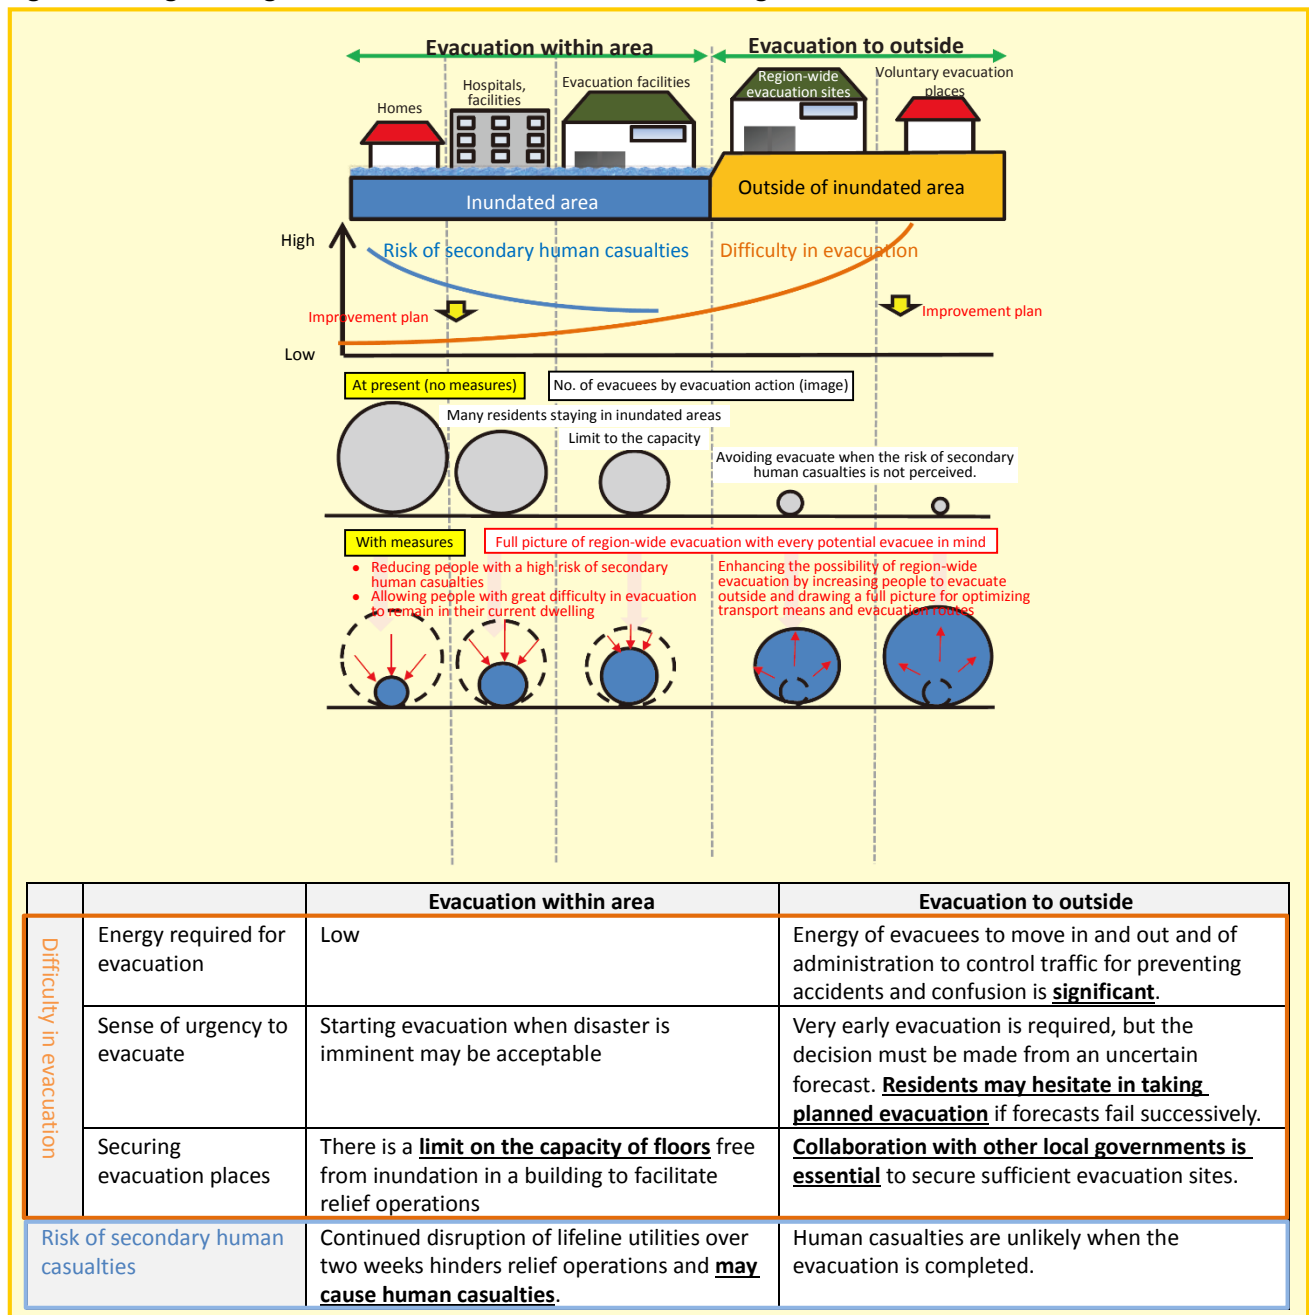 Evacuation within area
Evacuation to outside
Homes
Hospitals,
facilities
Evacuation facilities
Region-wide
evacuation sites
Voluntary evacuation
places
Inundated area
Outside of inundated area
High
Risk of secondary human casualties
Difficulty in evacuation
Improvement plan
Improvement plan
Low
At present (no measures)
No. of evacuees by evacuation action (image)
Many residents staying in inundated areas
Limit to the capacity
Avoiding evacuate when the risk of secondary
human casualties is not perceived.
With measures
Full picture of region-wide evacuation with every potential evacuee in mind
● Reducing people with a high risk of secondary
human casualties
● Allowing people with great difficulty in evacuation
to remain in their current dwelling
Enhancing the possibility of region-wide
evacuation by increasing people to evacuate
outside and drawing a full picture for optimizing
transport means and evacuation routes
Evacuation within area
Evacuation to outside
Difficulty in evacuation
Energy required for
evacuation
Low
Energy of evacuees to move in and out and of
administration to control traffic for preventing
accidents and confusion is significant.
Sense of urgency to
evacuate
Starting evacuation when disaster is
imminent may be acceptable
Very early evacuation is required, but the
decision must be made from an uncertain
forecast. Residents may hesitate in taking
planned evacuation if forecasts fail successively.
Securing
evacuation places
There is a limit on the capacity of floors free
from inundation in a building to facilitate
relief operations
Collaboration with other local governments is
essential to secure sufficient evacuation sites.
Risk of secondary human
casualties
Continued disruption of lifeline utilities over
two weeks hinders relief operations and may
cause human casualties.
Human casualties are unlikely when the
evacuation is completed.